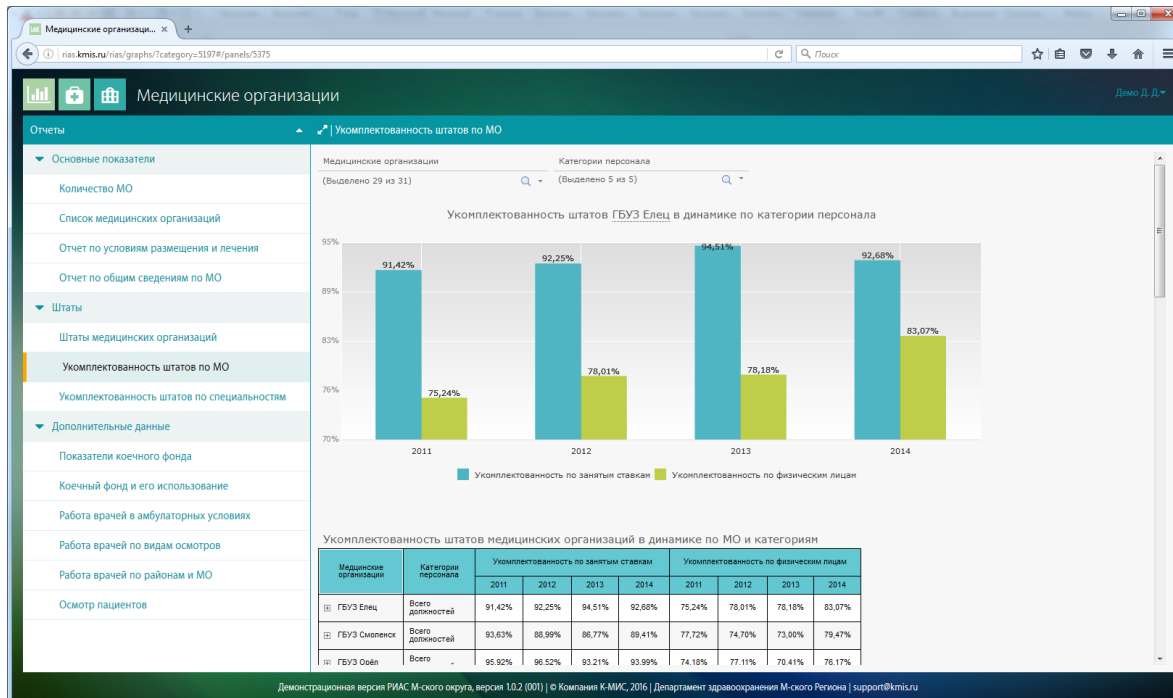 Медицинские организаци... × +
rias.kmis.ru/rias/graphs/?category=5197#/panels/5375
Поиск
Медицинские организации
Демо Д. Д.
Отчеты
Основные показатели
Количество МО
Список медицинских организаций
Отчет по условиям размещения и лечения
Отчет по общим сведениям по МО
Штаты
Штаты медицинских организаций
Укомплектованность штатов по МО
Укомплектованность штатов по специальностям
Дополнительные данные
Показатели коечного фонда
Коечный фонд и его использование
Работа врачей в амбулаторных условиях
Работа врачей по видам осмотров
Работа врачей по районам и МО
Осмотр пациентов
| Укомплектованность штатов по МО
Медицинские организации Категории персонала
(Выделено 29 из 31) (Выделено 5 из 5)
Укомплектованность штатов ГБУЗ Елец в динамике по категории персонала
95%
89%
83%
76%
70%
91,42% 92,25% 94,51% 92,68%
75,24% 78,01% 78,18% 83,07%
2011 2012 2013 2014
Укомплектованность по занятым ставкам Укомплектованность по физическим лицам
Укомплектованность штатов медицинских организаций в динамике по МО и категориям
Медцинские организации Категории персонала Укомплектованность по занятым ставкам Укомплектованность по физическим лицам
2011 2012 2013 2014 2011 2012 2013 2014
ГБУЗ Елец Всего должностей 91,42% 92,25% 94,51% 92,68% 75,24% 78,01% 78,18% 83,07%
ГБУЗ Смоленск Всего должностей 93,63% 88,99% 86,77% 89,41% 77,72% 74,70% 73,00% 79,47%
ГБУЗ Орёл Всего 95,92% 96,52% 93,21% 93,99% 74,18% 77,11% 70,41% 76,17%
Демонстрационная версия РИАС М-ского округа, версия 1.0.2 (001) | © Компания К-МИС, 2016 | Департамент здравоохранения М-ского Региона | support@kmis.ru